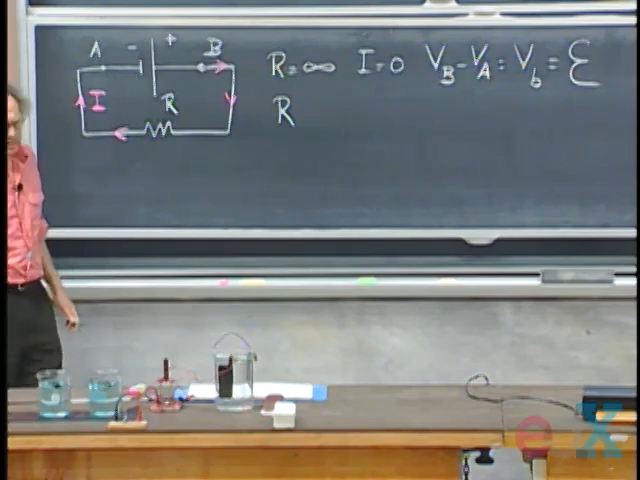 A - + B R = ∞ I = 0 V_B - V_A = V_b = ℰ
I R R
e X